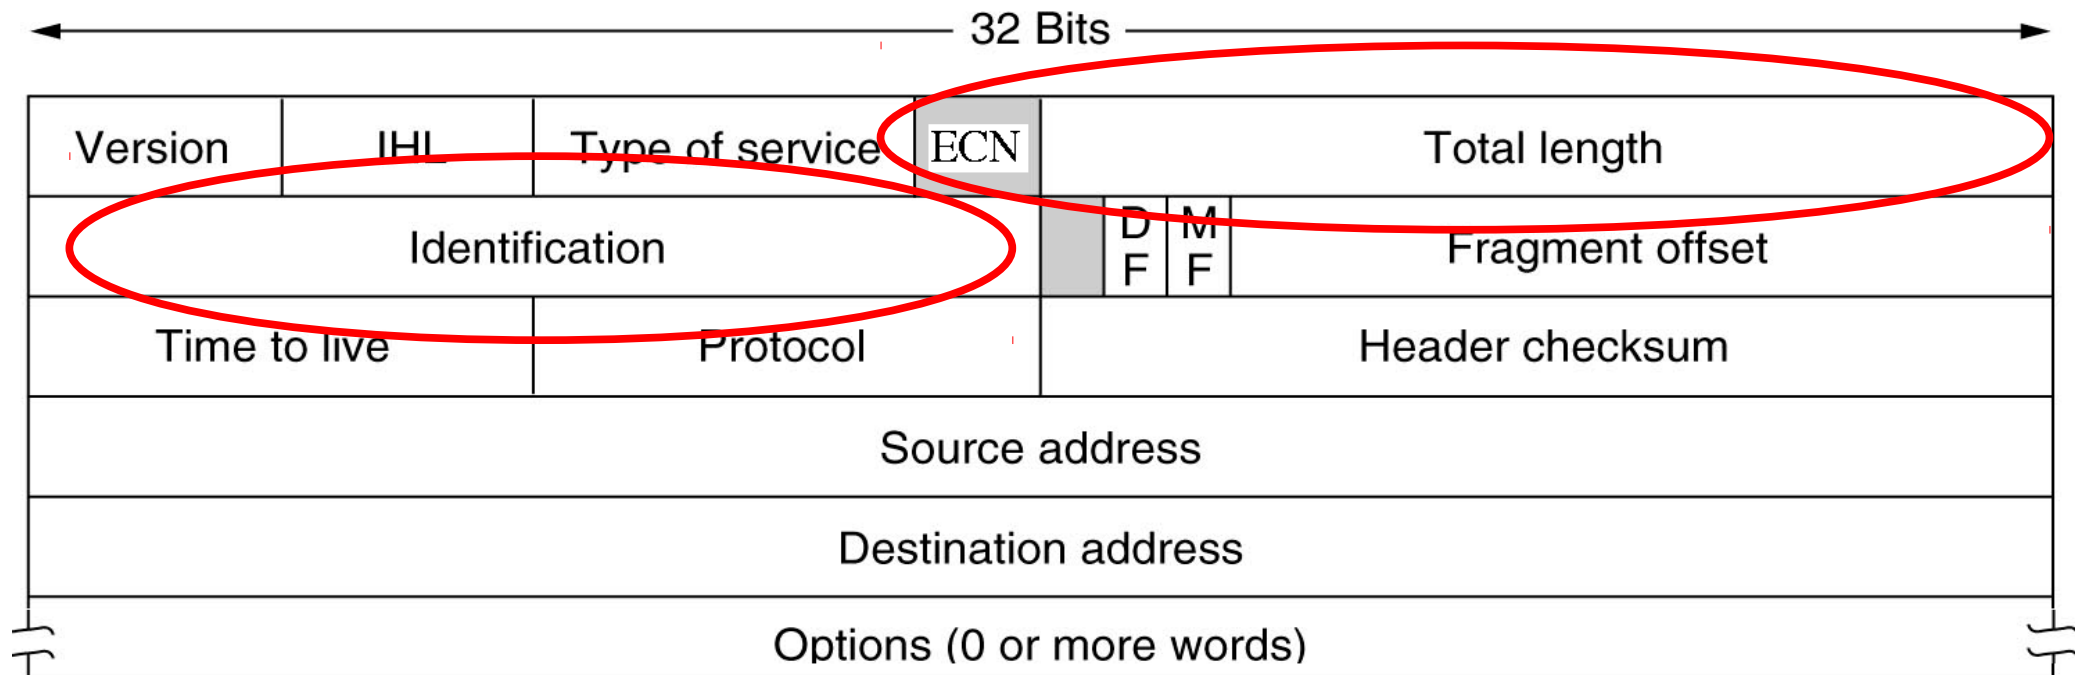 32 Bits
Version IHL Type of service ECN Total length
Identification D F M F Fragment offset
Time to live Protocol Header checksum
Source address
Destination address
Options (0 or more words)